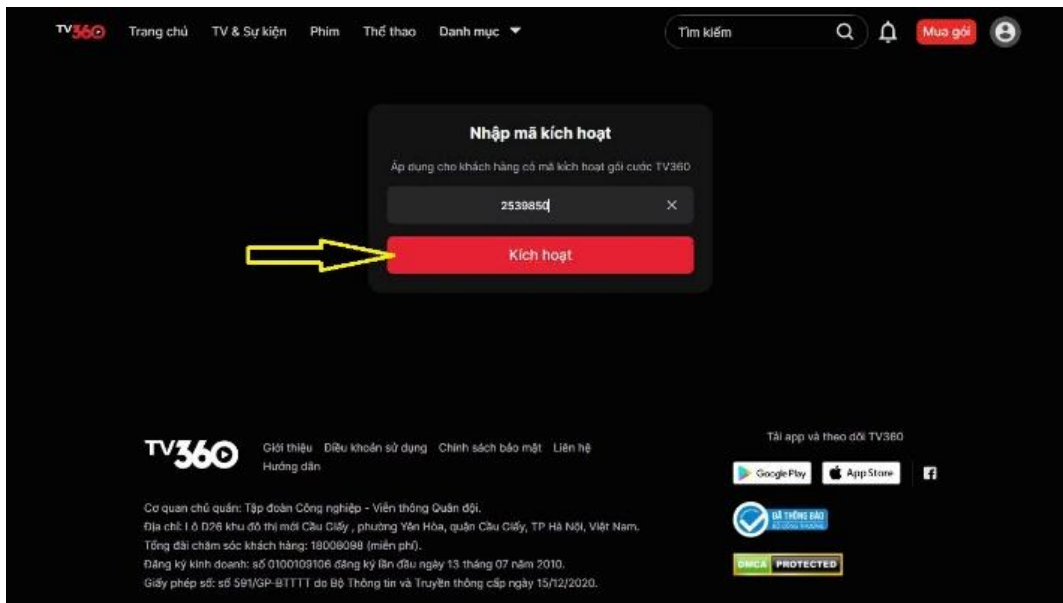 TV360 Trang chủ TV & Sự kiện Phim Thể thao Danh mục Tìm kiếm Mua gói
Nhập mã kích hoạt
Áp dụng cho khách hàng có mã kích hoạt gói cước TV360
2539850
Kích hoạt
TV360
Giới thiệu Điều khoản sử dụng Chính sách bảo mật Liên hệ
Hướng dẫn
Cơ quan chủ quản: Tập đoàn Công nghiệp - Viễn thông Quân đội.
Địa chỉ: Lô D26 khu đô thị mới Cầu Giấy , phường Yên Hòa, quận Cầu Giấy, TP Hà Nội, Việt Nam.
Tổng đài chăm sóc khách hàng: 18008098 (miễn phí).
Đăng ký kinh doanh: số 0100109106 đăng ký lần đầu ngày 13 tháng 07 năm 2010.
Giấy phép số: số 591/GP-BTTTT do Bộ Thông tin và Truyền thông cấp ngày 15/12/2020.
Tải app và theo dõi TV360
Google Play App Store
ĐÃ THÔNG BÁO
BỘ CÔNG THƯƠNG
DMCA PROTECTED